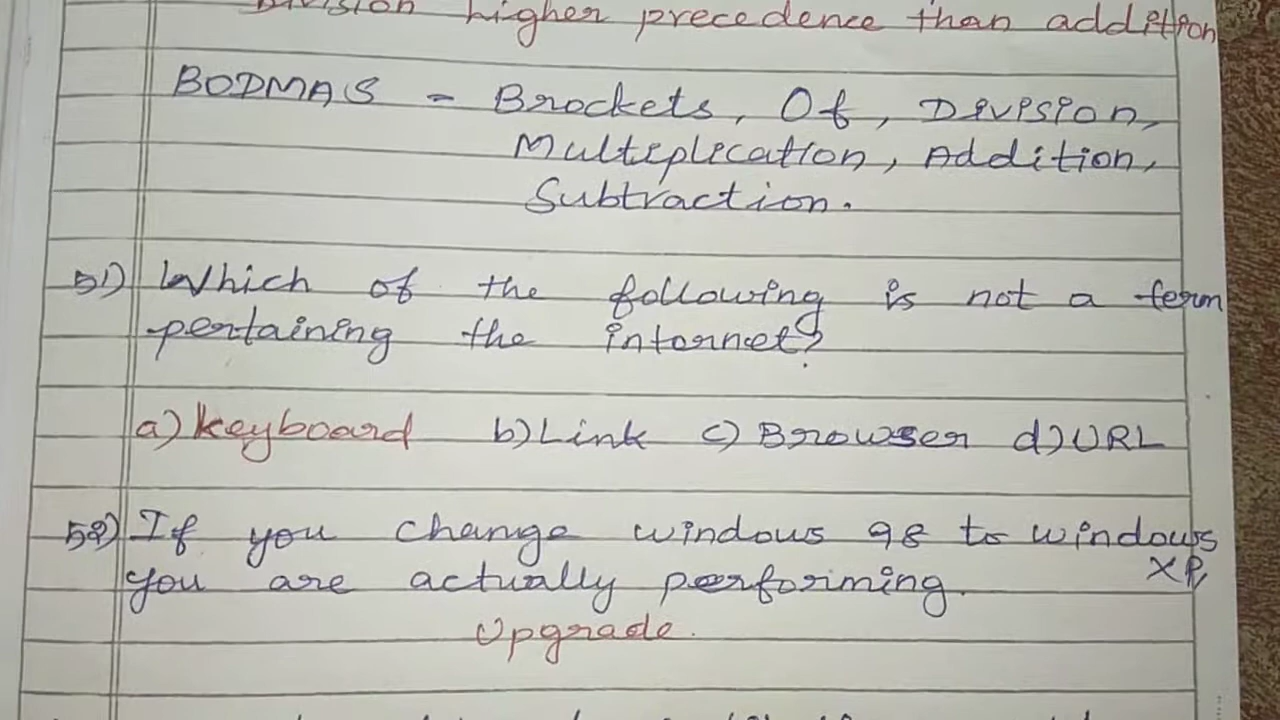 Division higher precedence than addition
BODMAS - Brockets, Of, Division,
Multiplication, Addition,
Subtraction.
51) Which of the following is not a term
pertaining the internet?
a) keyboard b) Link c) Browser d) URL
52) If you change windows 98 to windows XP,
you are actually performing.
Upgrade.